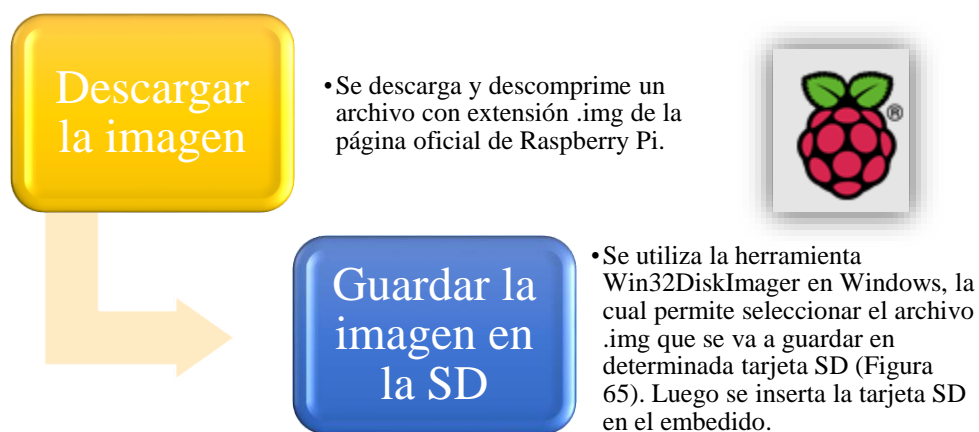 Descargar
la imagen
•Se descarga y descomprime un
archivo con extensión .img de la
página oficial de Raspberry Pi.
®
Guardar la
imagen en
la SD
•Se utiliza la herramienta
Win32DiskImager en Windows, la
cual permite seleccionar el archivo
.img que se va a guardar en
determinada tarjeta SD (Figura
65). Luego se inserta la tarjeta SD
en el embedido.